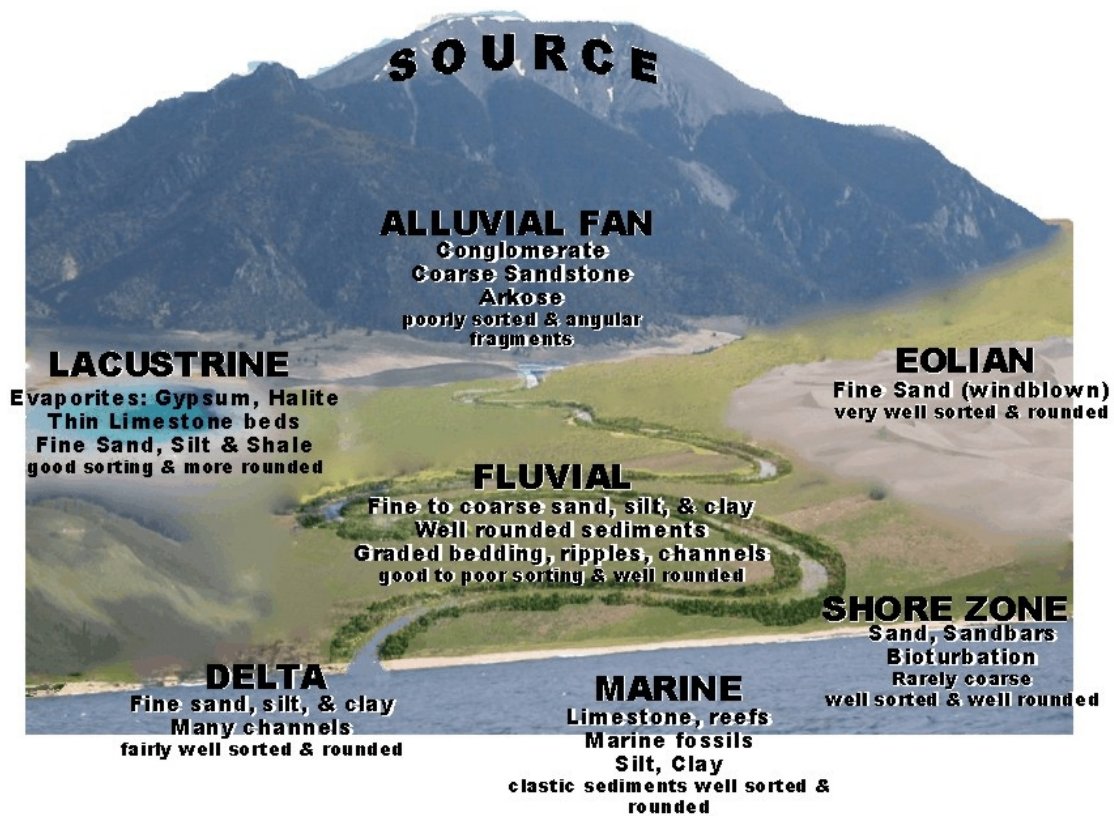 SOURCE
ALLUVIAL FAN
Conglomerate
Coarse Sandstone
Arkose
poorly sorted & angular
fragments
LACUSTRINE
Evaporites: Gypsum, Halite
Thin Limestone beds
Fine Sand, Silt & Shale
good sorting & more rounded
EOLIAN
Fine Sand (windblown)
very well sorted & rounded
FLUVIAL
Fine to coarse sand, silt, & clay
Well rounded sediments
Graded bedding, ripples, channels
good to poor sorting & well rounded
SHORE ZONE
Sand, Sandbars
Bioturbation
Rarely coarse
well sorted & well rounded
DELTA
Fine sand, silt, & clay
Many channels
fairly well sorted & rounded
MARINE
Limestone, reefs
Marine fossils
Silt, Clay
clastic sediments well sorted &
rounded